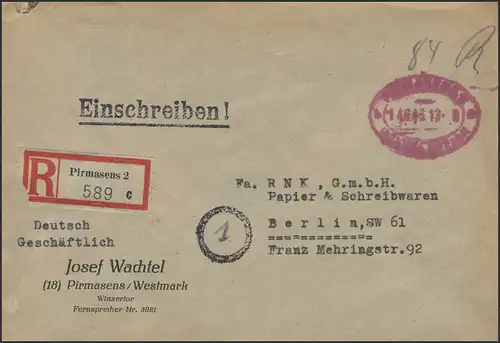 84 R
Einschreiben!
R Pirmasens 2
589 c
Fa. R N K , G.m.b.H.
Papier & Schreibwaren
Berlin, SW 61
Franz Mehringstr. 92
Deutsch
Geschäftlich
1
Josef Wachtel
(18) Pirmasens/Westmark
Winzertor
Fernsprecher Nr. 3081